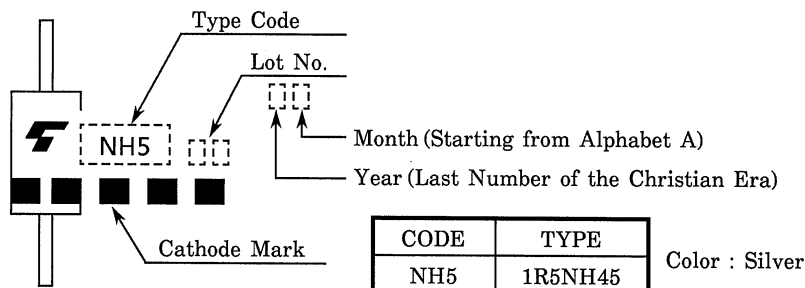 Type Code
Lot No.
NH5
Month (Starting from Alphabet A)
Year (Last Number of the Christian Era)
Cathode Mark
CODE TYPE
NH5 1R5NH45
Color : Silver